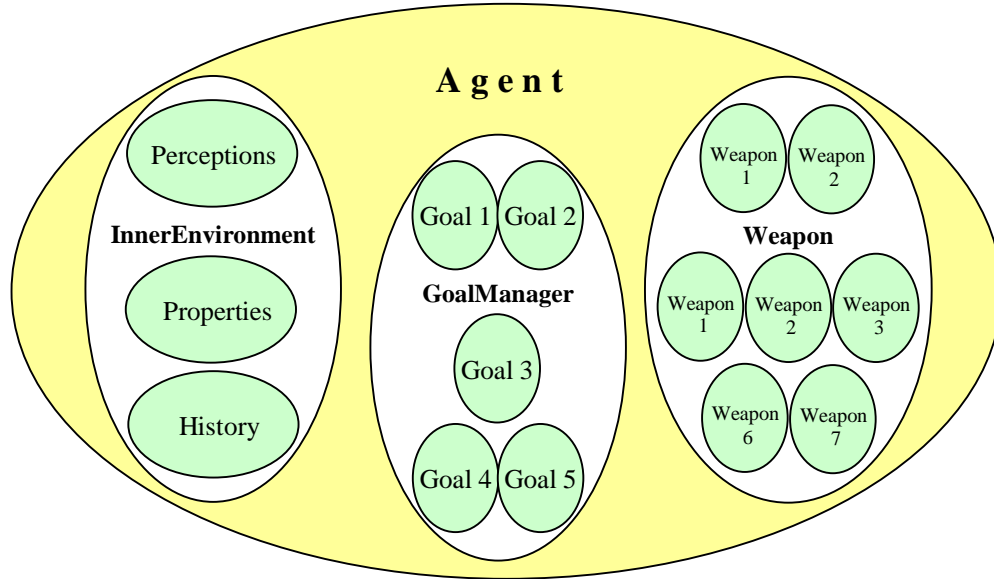 A g e n t
Perceptions
InnerEnvironment
Properties
History
Goal 1
Goal 2
GoalManager
Goal 3
Goal 4
Goal 5
Weapon
1
Weapon
2
Weapon
Weapon
1
Weapon
2
Weapon
3
Weapon
6
Weapon
7